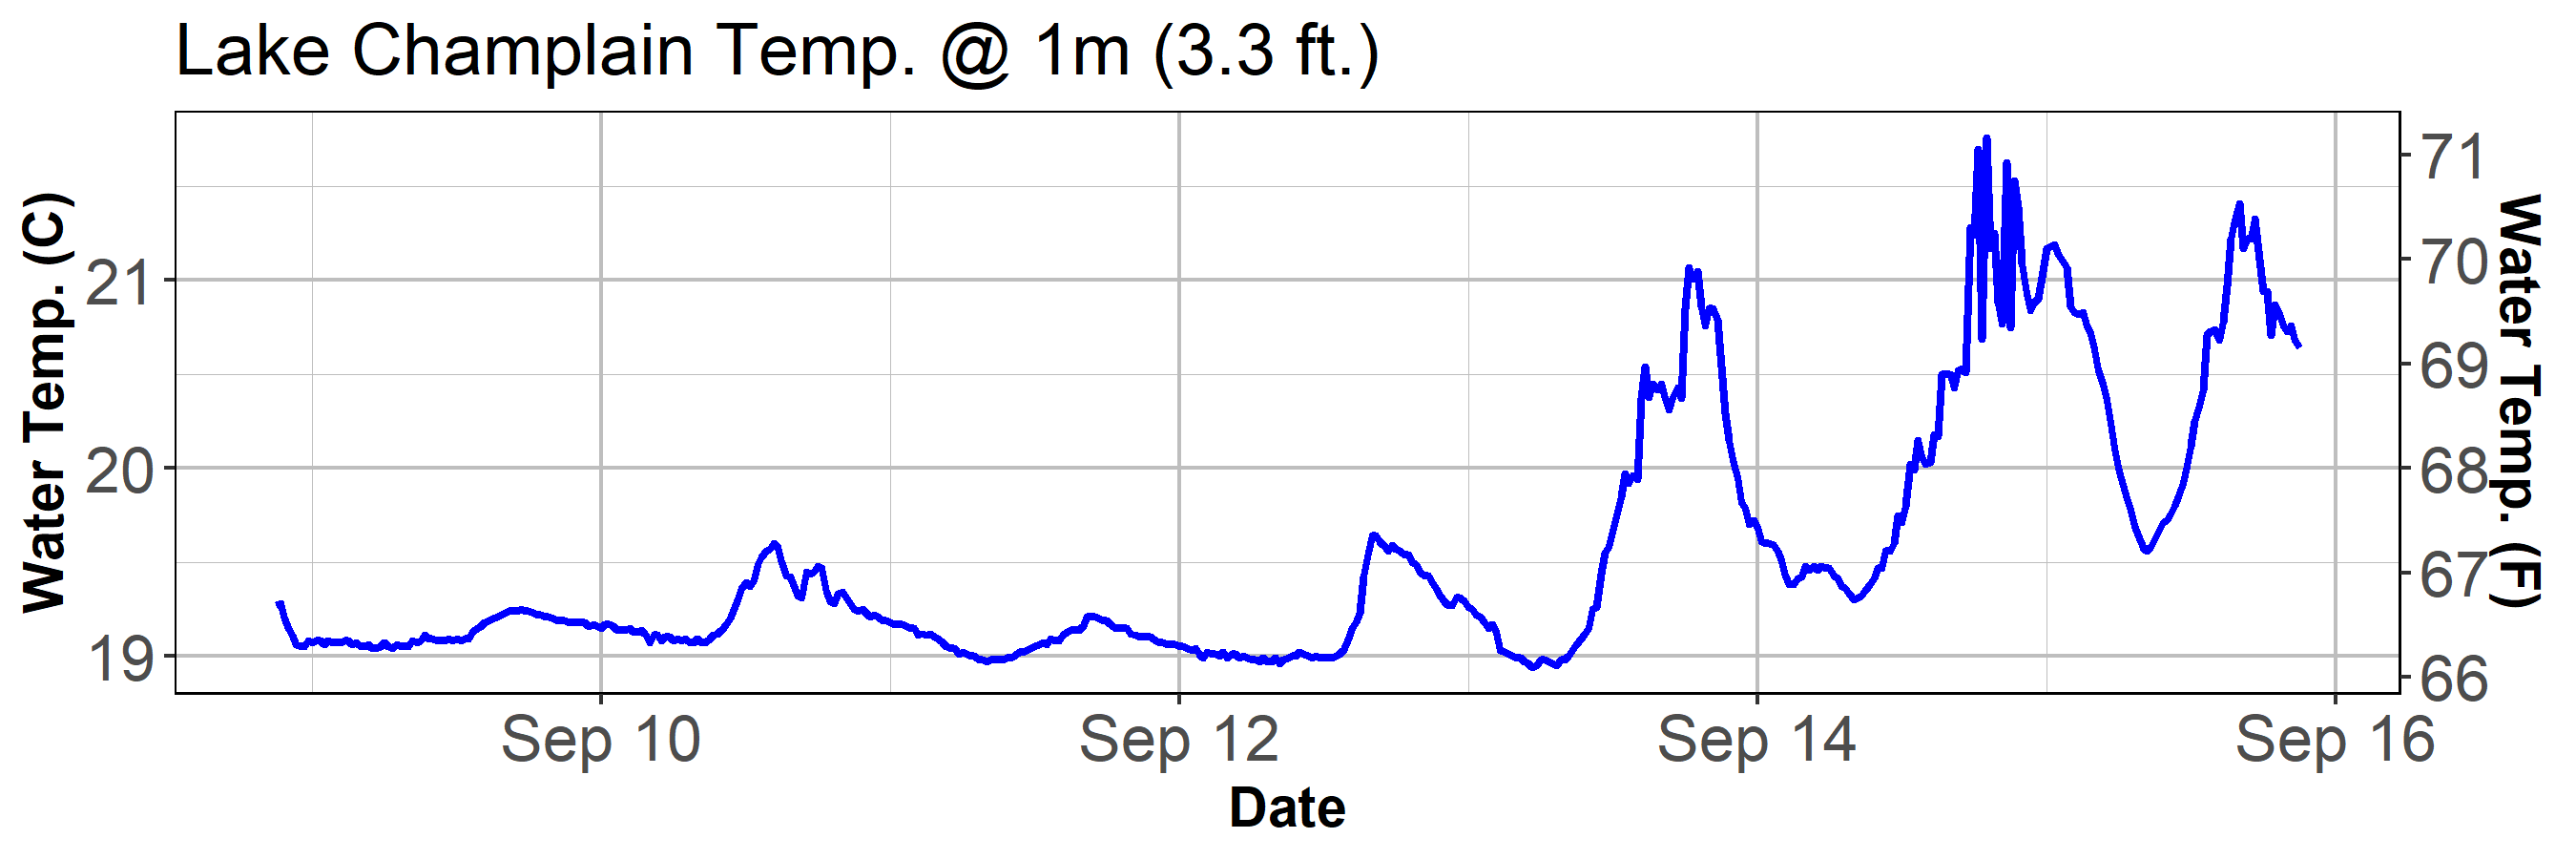 Lake Champlain Temp. @ 1m (3.3 ft.)
Water Temp. (C)
21
20
19
71
70
69
68
67
66
Water Temp. (F)
Sep 10
Sep 12
Sep 14
Sep 16
Date